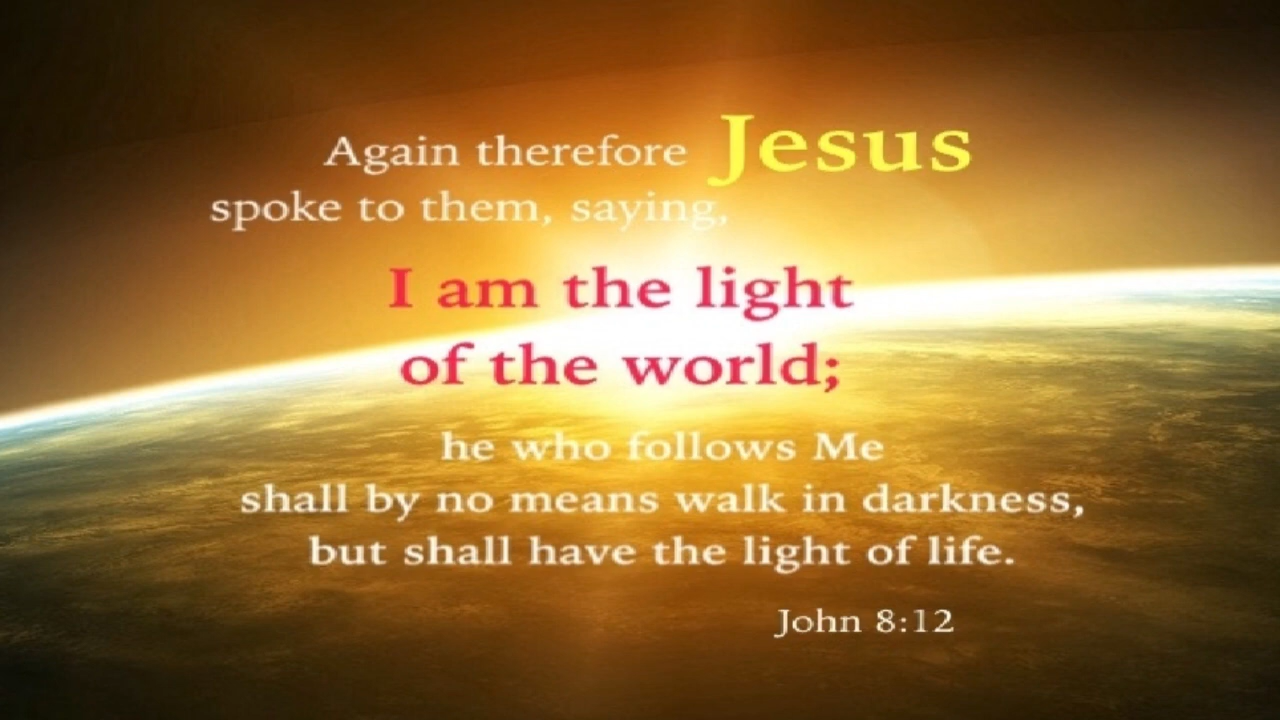 Again therefore Jesus
spoke to them, saying,
I am the light
of the world;
he who follows Me
shall by no means walk in darkness,
but shall have the light of life.
John 8:12